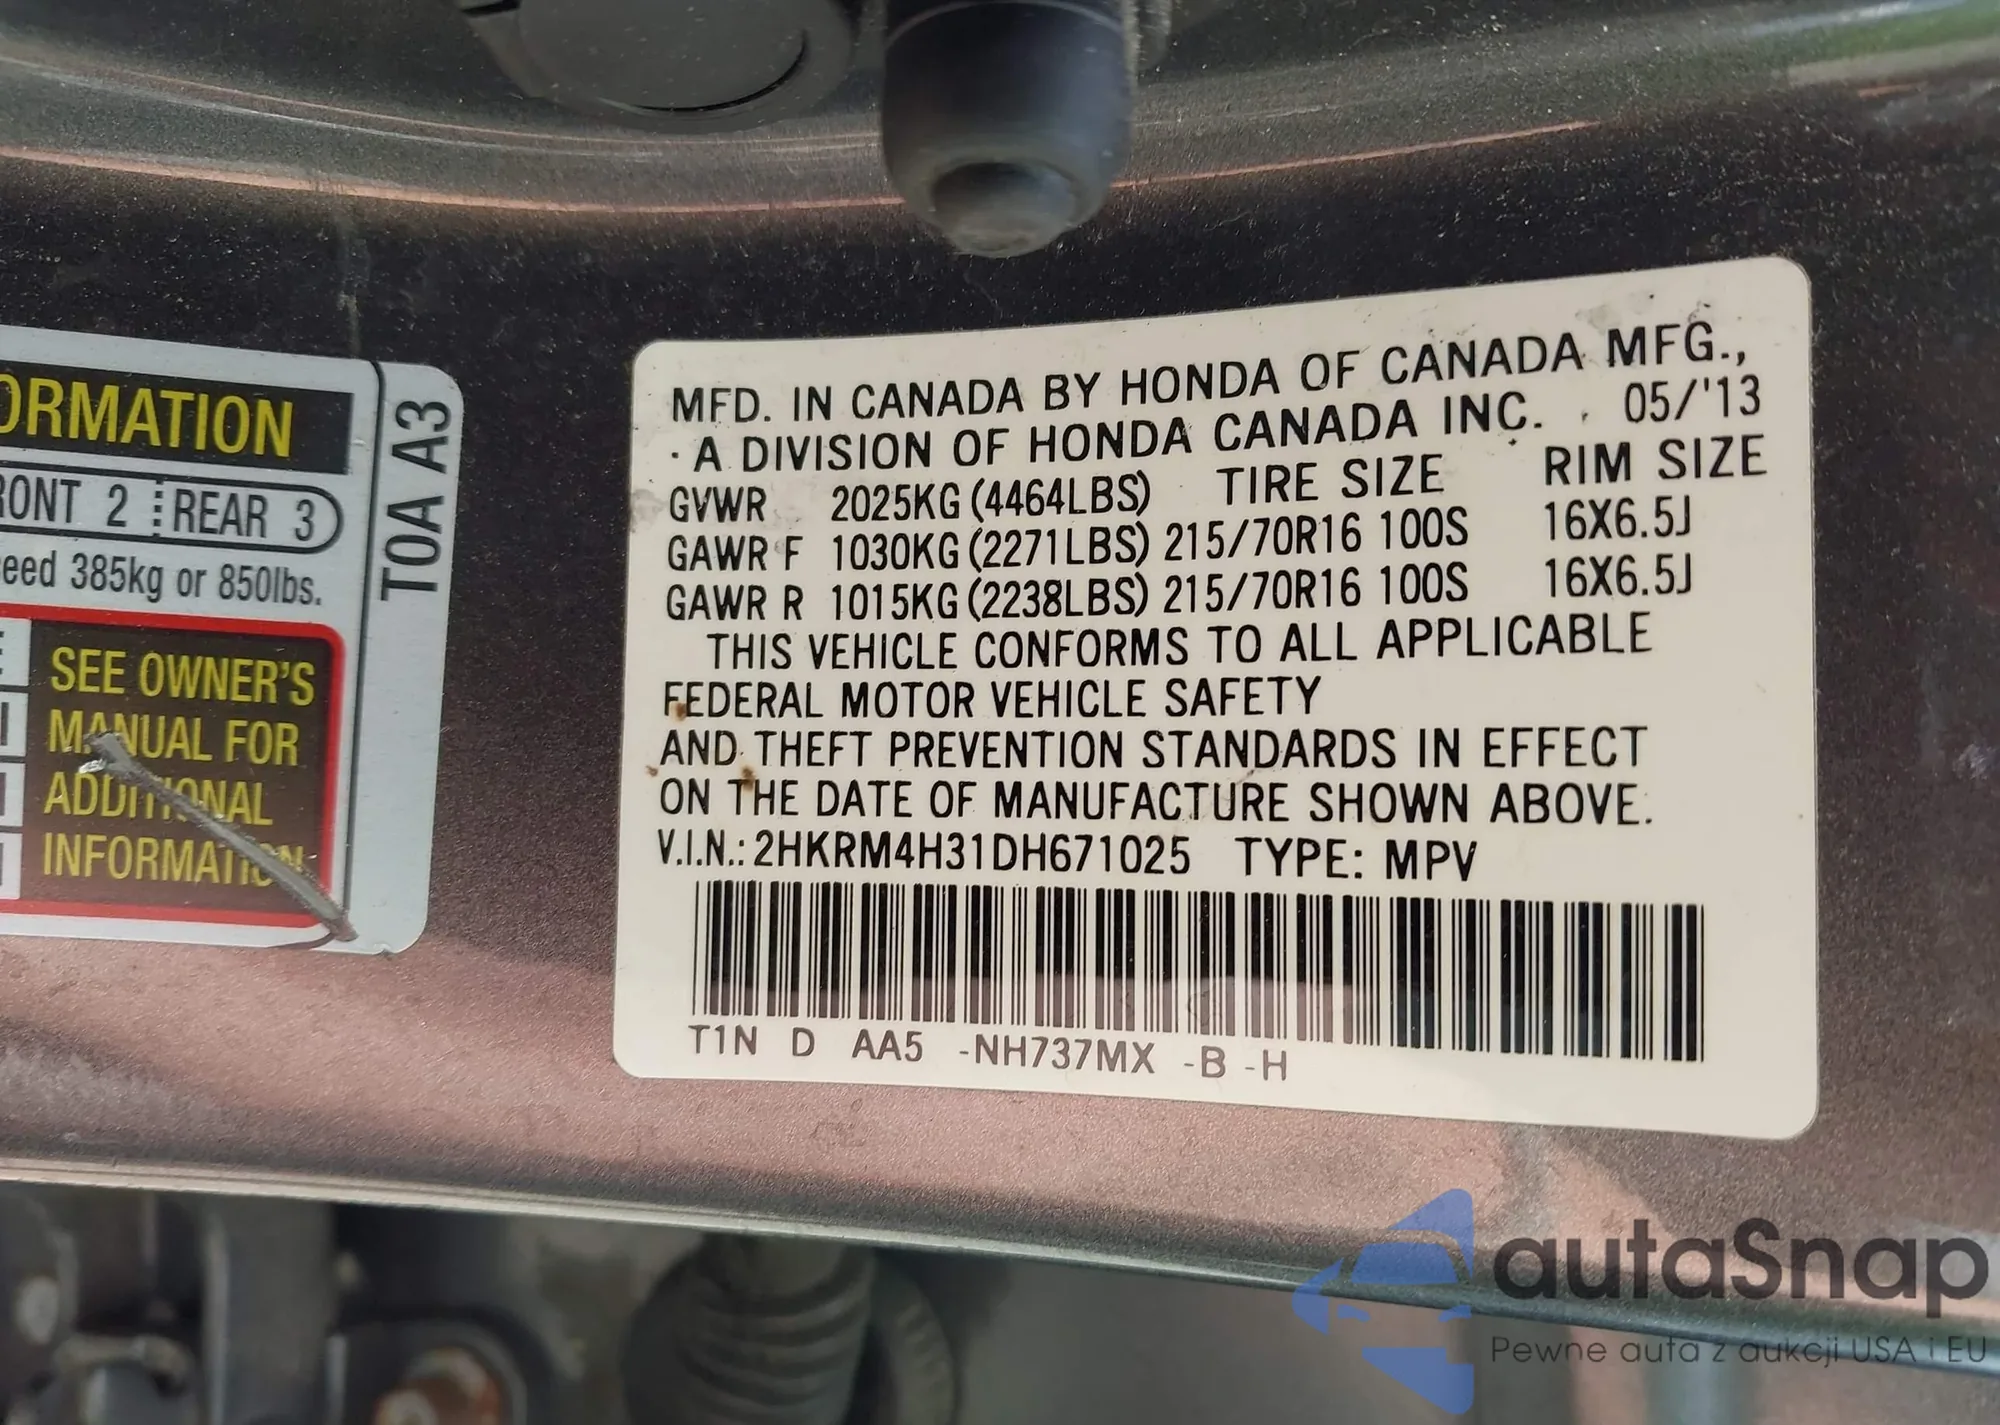 ORMATION
RONT 2 REAR 3
eed 385kg or 850lbs.
SEE OWNER'S
MANUAL FOR
ADDITIONAL
INFORMATION
T0A A3
MFD. IN CANADA BY HONDA OF CANADA MFG.,
A DIVISION OF HONDA CANADA INC. 05/'13
GVWR 2025KG (4464LBS) TIRE SIZE RIM SIZE
GAWR F 1030KG (2271LBS) 215/70R16 100S 16X6.5J
GAWR R 1015KG (2238LBS) 215/70R16 100S 16X6.5J
THIS VEHICLE CONFORMS TO ALL APPLICABLE
FEDERAL MOTOR VEHICLE SAFETY
AND THEFT PREVENTION STANDARDS IN EFFECT
ON THE DATE OF MANUFACTURE SHOWN ABOVE.
V.I.N.: 2HKRM4H31DH671025 TYPE: MPV
T1N D AA5 -NH737MX -B -H
autaSnap
Pewne auta z aukcji USA i EU